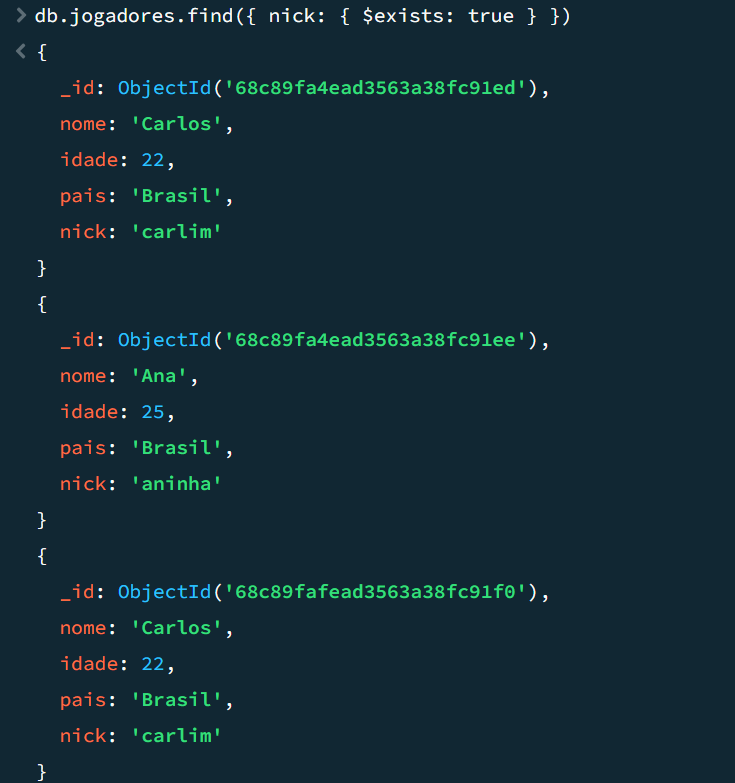 > db.jogadores.find({ nick: { $exists: true } })
< {
_id: ObjectId('68c89fa4ead3563a38fc91ed'),
nome: 'Carlos',
idade: 22,
pais: 'Brasil',
nick: 'carlim'
}
{
_id: ObjectId('68c89fa4ead3563a38fc91ee'),
nome: 'Ana',
idade: 25,
pais: 'Brasil',
nick: 'aninha'
}
{
_id: ObjectId('68c89fafead3563a38fc91f0'),
nome: 'Carlos',
idade: 22,
pais: 'Brasil',
nick: 'carlim'
}